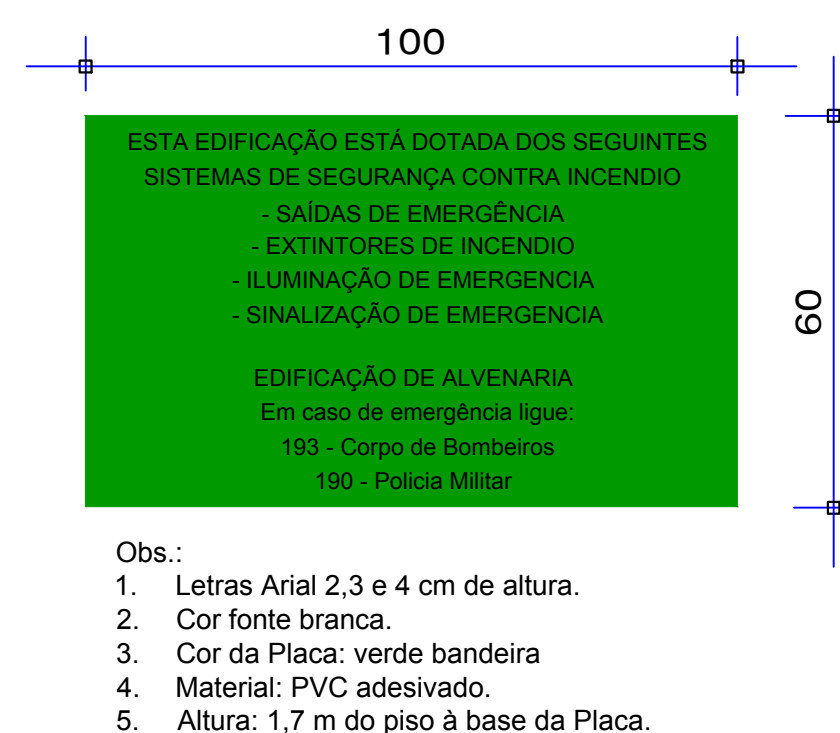 100
ESTA EDIFICAÇÃO ESTÁ DOTADA DOS SEGUINTES
SISTEMAS DE SEGURANÇA CONTRA INCENDIO
- SAÍDAS DE EMERGÊNCIA
- EXTINTORES DE INCENDIO
- ILUMINAÇÃO DE EMERGENCIA
- SINALIZAÇÃO DE EMERGENCIA
60
EDIFICAÇÃO DE ALVENARIA
Em caso de emergência ligue:
193 - Corpo de Bombeiros
190 - Policia Militar
Obs.:
1. Letras Arial 2,3 e 4 cm de altura.
2. Cor fonte branca.
3. Cor da Placa: verde bandeira
4. Material: PVC adesivado.
5. Altura: 1,7 m do piso à base da Placa.